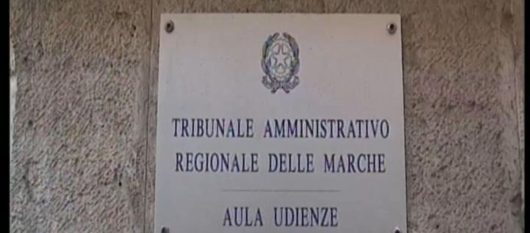 TRIBUNALE AMMINISTRATIVO
REGIONALE DELLE MARCHE
AULA UDIENZE